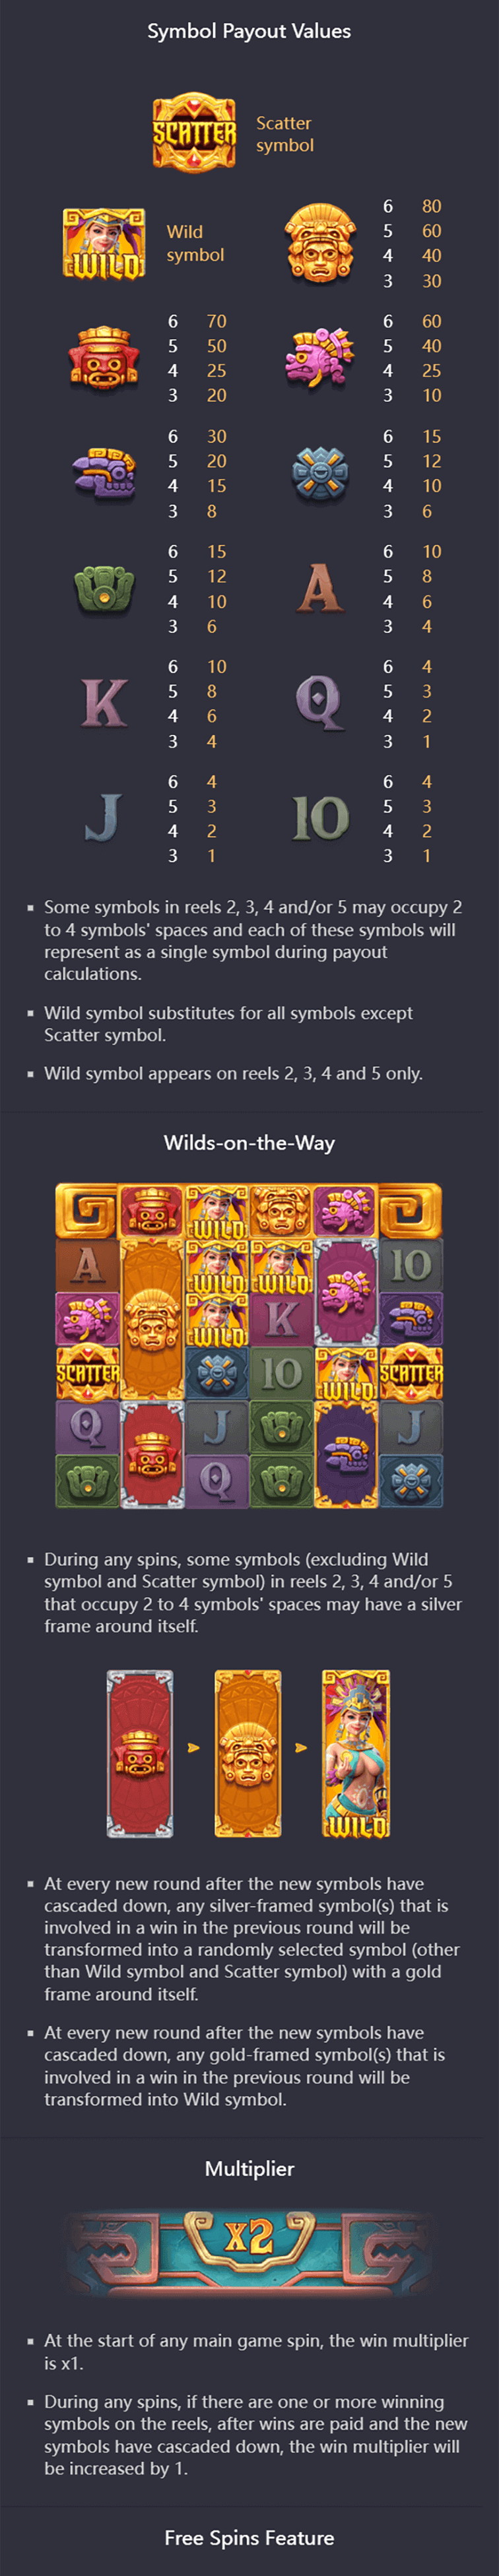 Symbol Payout Values
SCATTER
Scatter
symbol
WILD
Wild
symbol
6 80
5 60
4 40
3 30
6 70
5 50
4 25
3 20
6 60
5 40
4 25
3 10
6 30
5 20
4 15
3 8
6 15
5 12
4 10
3 6
6 15
5 12
4 10
3 6
A
6 10
5 8
4 6
3 4
K
6 10
5 8
4 6
3 4
Q
6 4
5 3
4 2
3 1
J
6 4
5 3
4 2
3 1
10
6 4
5 3
4 2
3 1
Some symbols in reels 2, 3, 4 and/or 5 may occupy 2
to 4 symbols' spaces and each of these symbols will
represent as a single symbol during payout
calculations.
Wild symbol substitutes for all symbols except
Scatter symbol.
Wild symbol appears on reels 2, 3, 4 and 5 only.
Wilds-on-the-Way
WILD
A WILD WILD 10
WILD K
SCATTER 10 WILD SCATTER
Q J J
Q
During any spins, some symbols (excluding Wild
symbol and Scatter symbol) in reels 2, 3, 4 and/or 5
that occupy 2 to 4 symbols' spaces may have a silver
frame around itself.
WILD
At every new round after the new symbols have
cascaded down, any silver-framed symbol(s) that is
involved in a win in the previous round will be
transformed into a randomly selected symbol (other
than Wild symbol and Scatter symbol) with a gold
frame around itself.
At every new round after the new symbols have
cascaded down, any gold-framed symbol(s) that is
involved in a win in the previous round will be
transformed into Wild symbol.
Multiplier
x2
At the start of any main game spin, the win multiplier
is x1.
During any spins, if there are one or more winning
symbols on the reels, after wins are paid and the new
symbols have cascaded down, the win multiplier will
be increased by 1.
Free Spins Feature